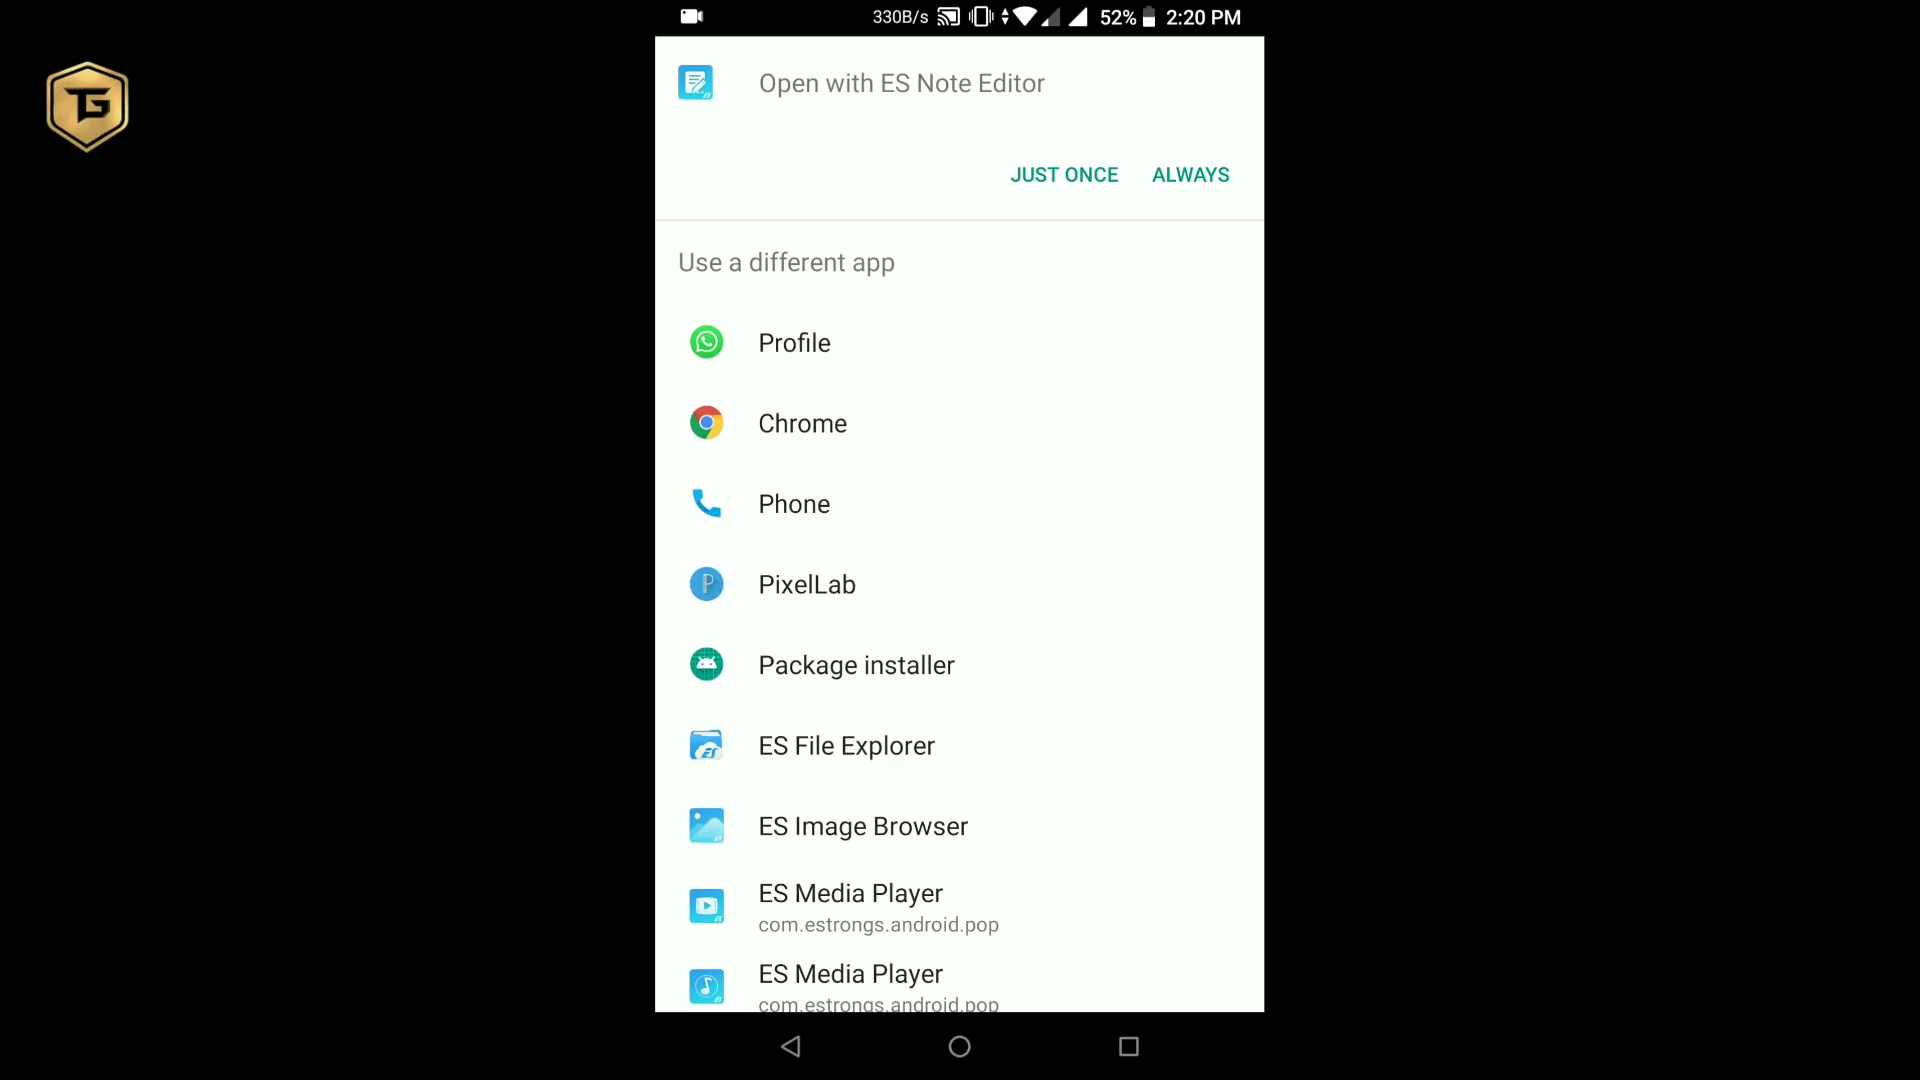 330B/s 52% 2:20 PM
TG
Open with ES Note Editor
JUST ONCE ALWAYS
Use a different app
Profile
Chrome
Phone
PixelLab
Package installer
ES File Explorer
ES Image Browser
ES Media Player
com.estrongs.android.pop
ES Media Player
com.estrongs.android.pop